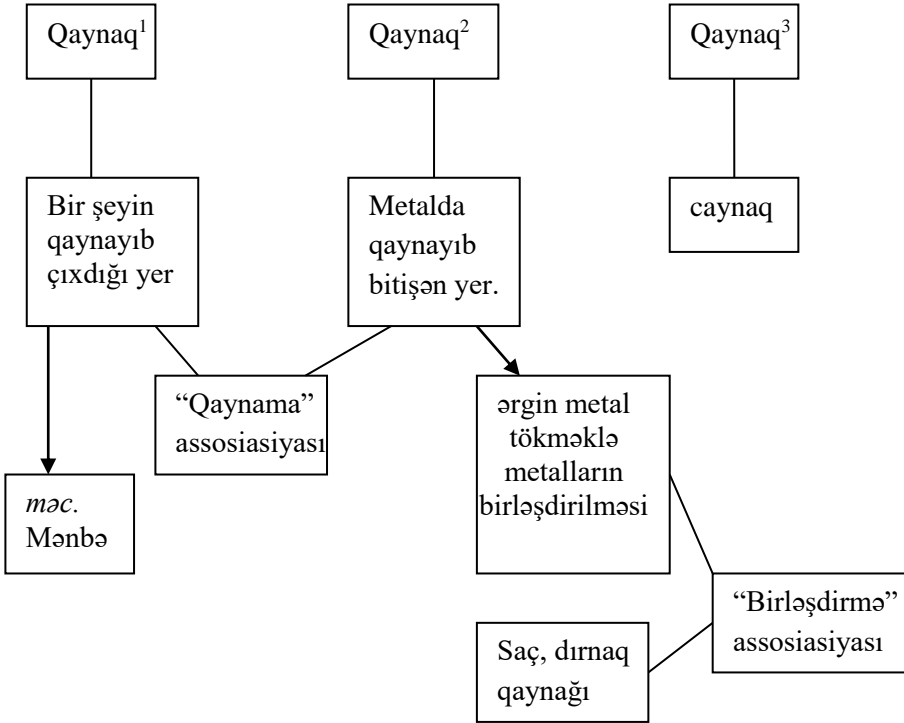 Qaynaq¹
Qaynaq²
Qaynaq³
Bir şeyin
qaynayıb
çıxdığı yer
Metalda
qaynayıb
bitişən yer.
caynaq
“Qaynama”
assosiasiyası
ərgin metal
tökməklə
metalların
birləşdirilməsi
məc.
Mənbə
“Birləşdirmə”
assosiasiyası
Saç, dırnaq
qaynağı